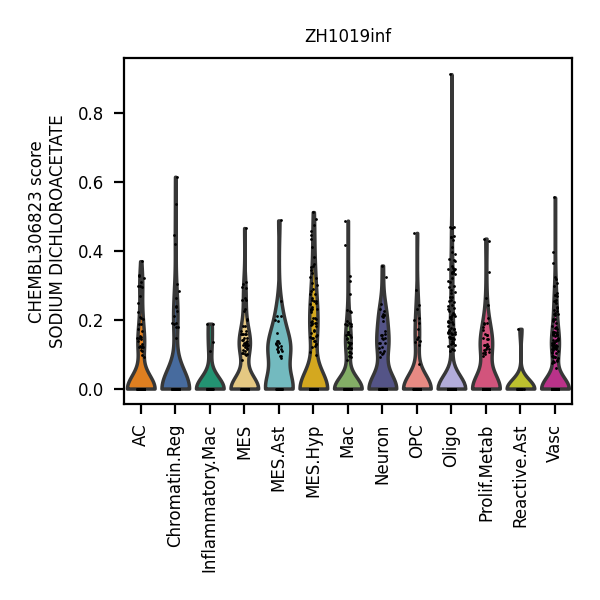 ZH1019inf
CHEMBL306823 score
SODIUM DICHLOROACETATE
0.8
0.6
0.4
0.2
0.0
AC
Chromatin.Reg
Inflammatory.Mac
MES
MES.Ast
MES.Hyp
Mac
Neuron
OPC
Oligo
Prolif.Metab
Reactive.Ast
Vasc